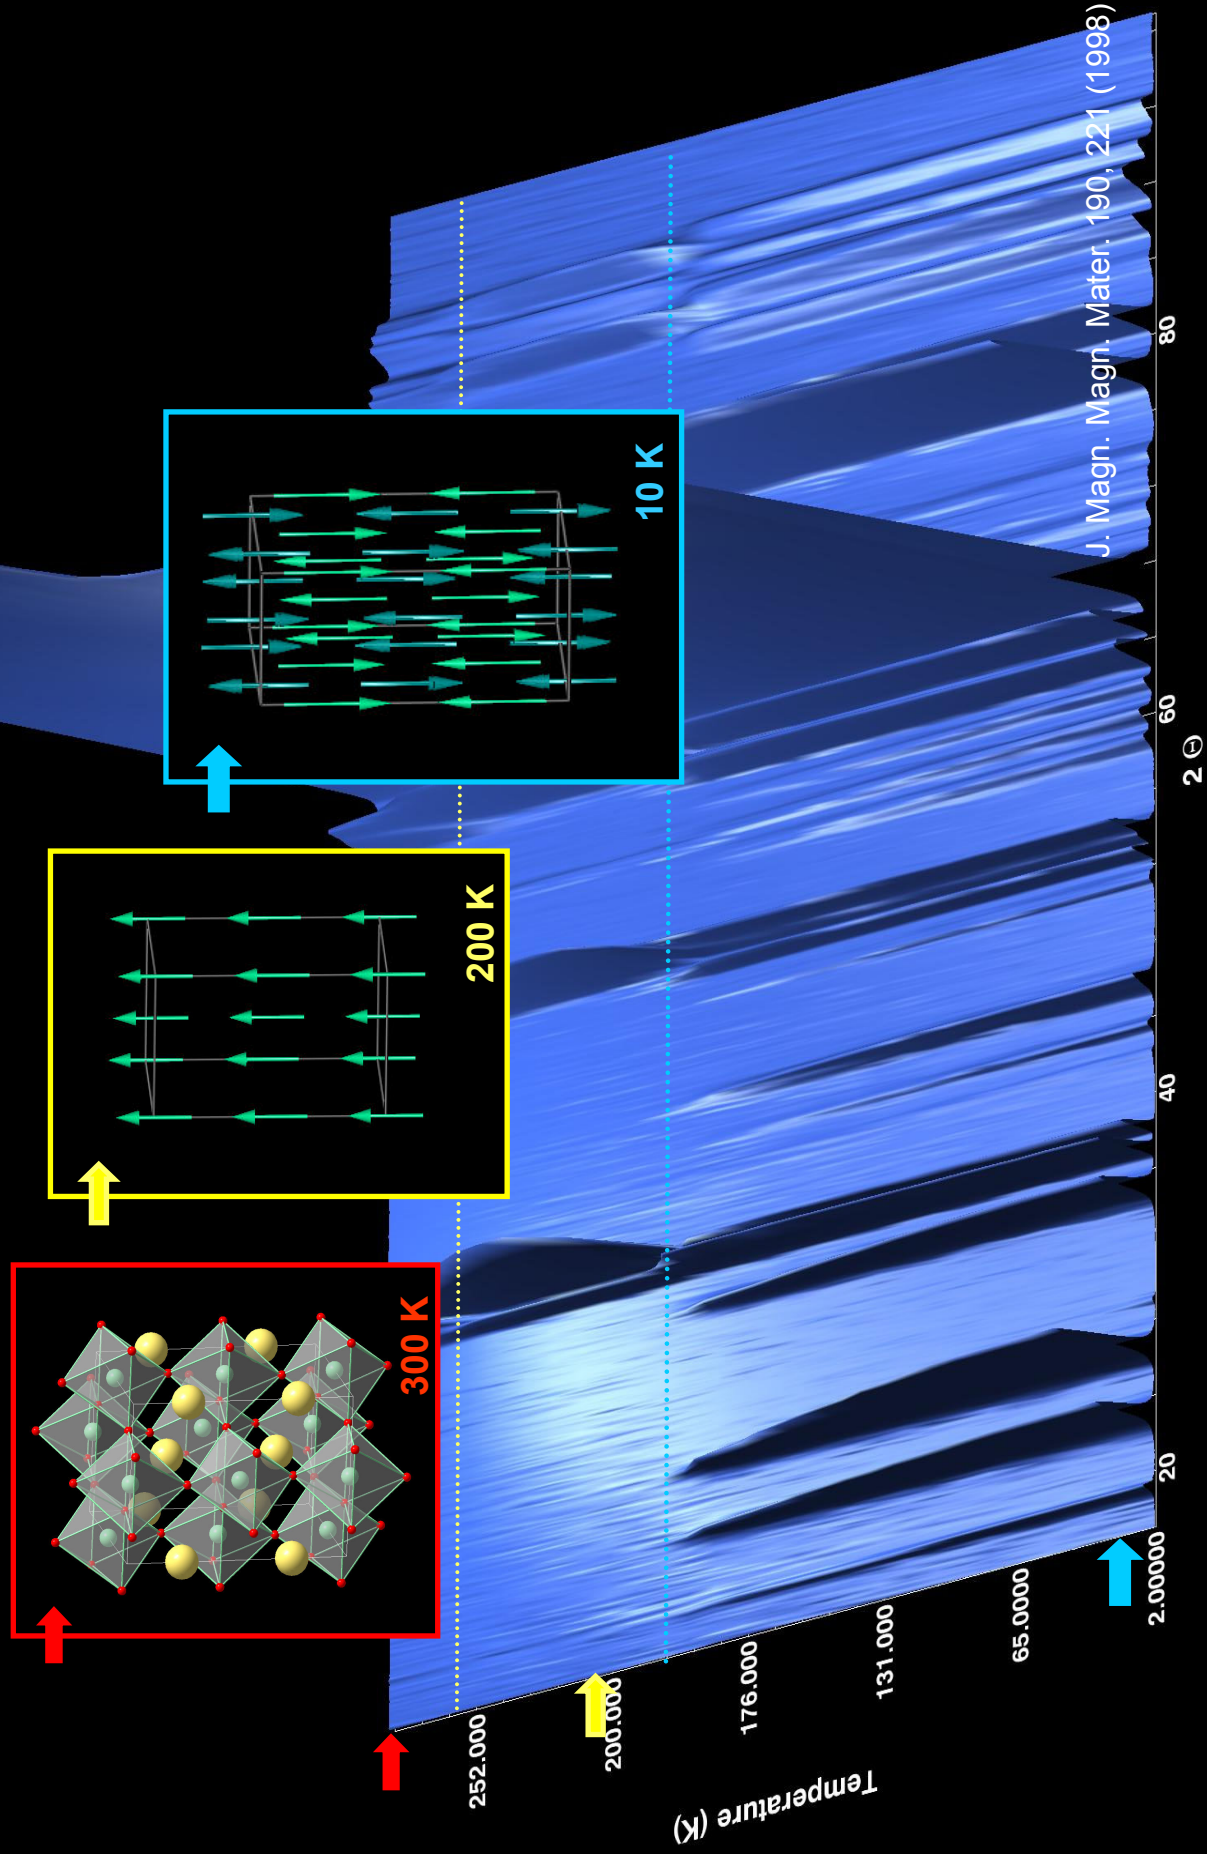 300 K
200 K
10 K
J. Magn. Magn. Mater. 190, 221 (1998)
Temperature (K)
252.000
200.000
176.000
131.000
65.0000
2.00000
20
40
60
80
2 Θ